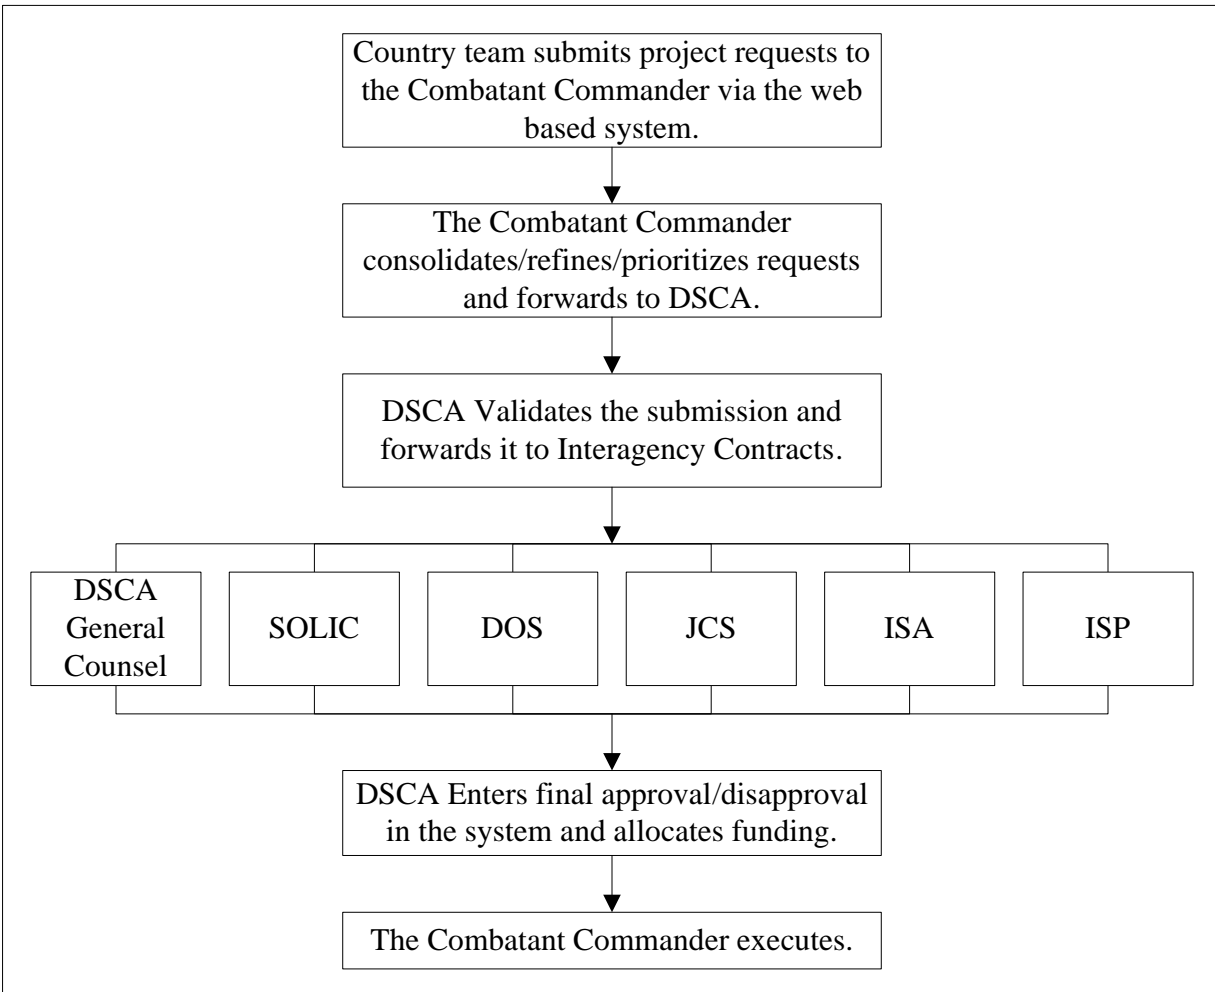 Country team submits project requests to
the Combatant Commander via the web
based system.
The Combatant Commander
consolidates/refines/prioritizes requests
and forwards to DSCA.
DSCA Validates the submission and
forwards it to Interagency Contracts.
DSCA
General
Counsel
SOLIC
DOS
JCS
ISA
ISP
DSCA Enters final approval/disapproval
in the system and allocates funding.
The Combatant Commander executes.